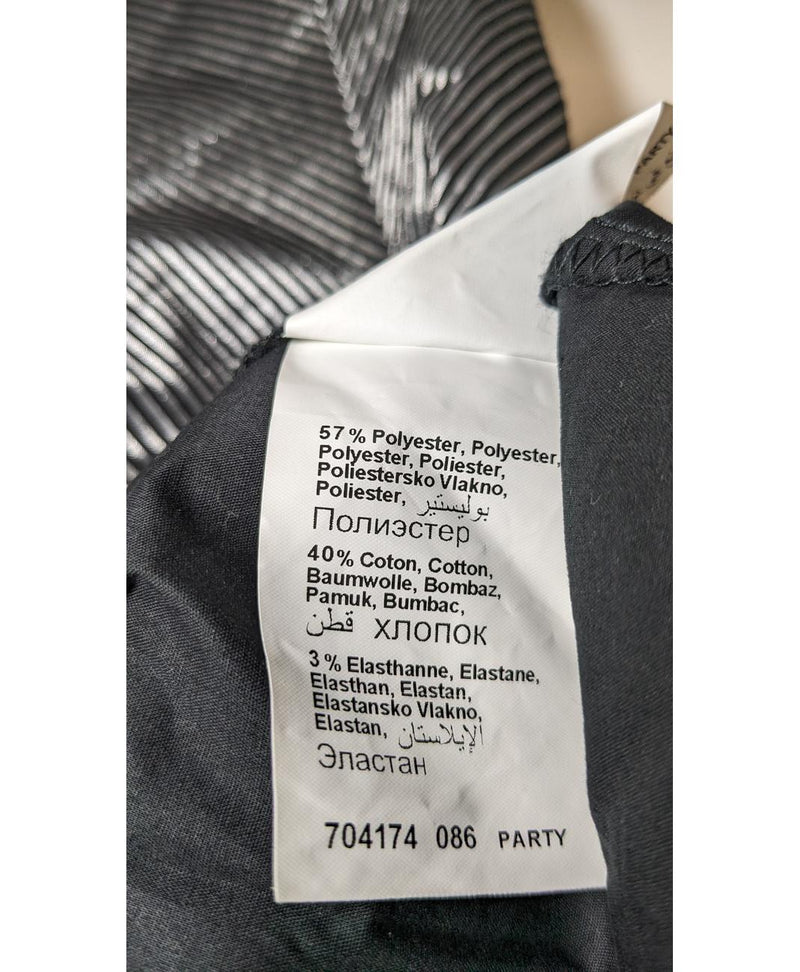 PARTY
57 % Polyester, Polyester,
Polyester, Poliester,
Poliestersko Vlakno,
Poliester, بوليستير
Полиэстер
40% Coton, Cotton,
Baumwolle, Bombaz,
Pamuk, Bumbac,
قطن хлопок
3 % Elasthanne, Elastane,
Elasthan, Elastan,
Elastansko Vlakno,
Elastan, الإيلاستان
Эластан
704174 086 PARTY